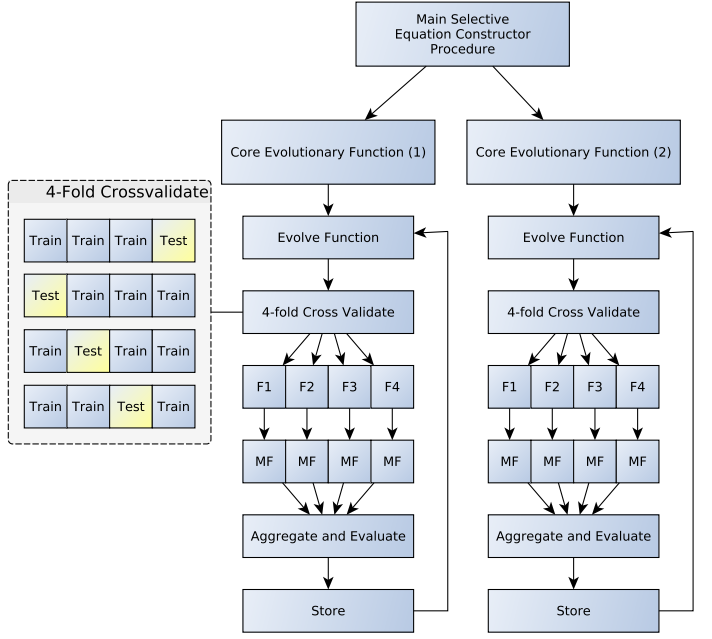 Main Selective
Equation Constructor
Procedure
Core Evolutionary Function (1)
Core Evolutionary Function (2)
4-Fold Crossvalidate
Train Train Train Test
Test Train Train Train
Train Test Train Train
Train Train Test Train
Evolve Function
4-fold Cross Validate
F1 F2 F3 F4
MF MF MF MF
Aggregate and Evaluate
Store
Evolve Function
4-fold Cross Validate
F1 F2 F3 F4
MF MF MF MF
Aggregate and Evaluate
Store